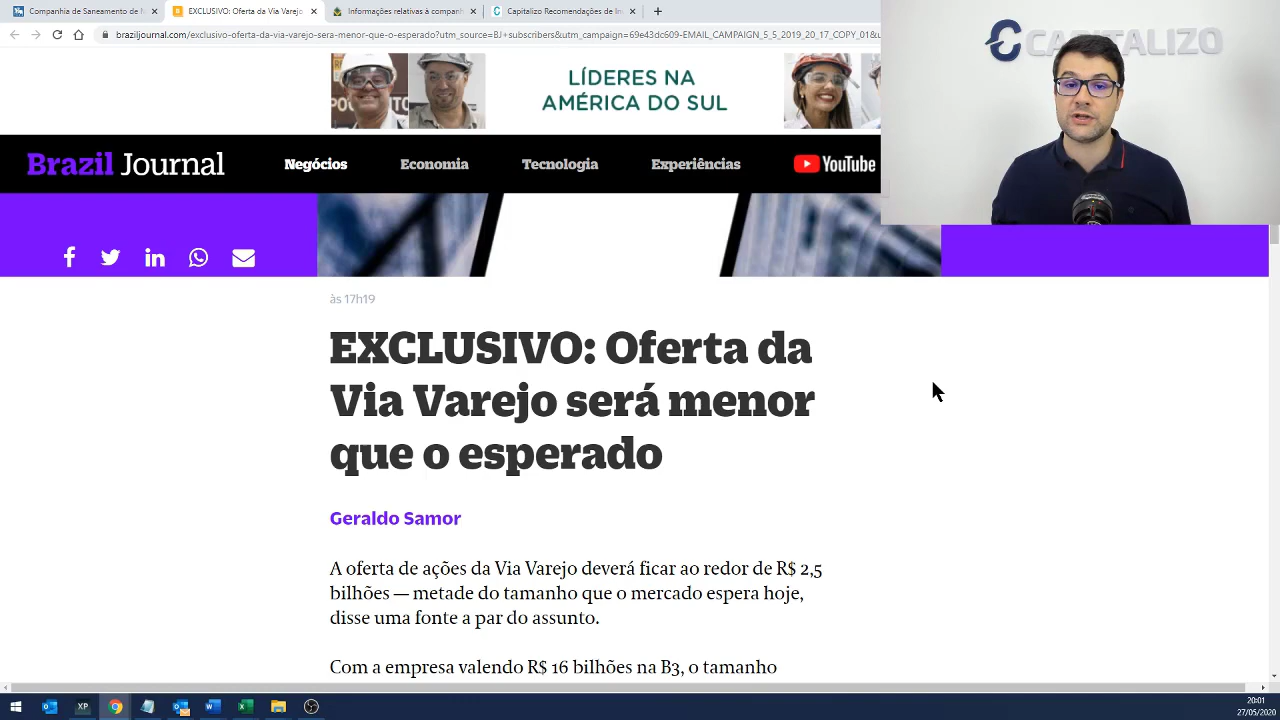 Companhia de Saneamento de M
EXCLUSIVO: Oferta da Via Varejo
Informações relativas à companh
Capitalizo Recomendações de In
braziljournal.com/exclusivo-oferta-da-via-varejo-sera-menor-que-o-esperado?utm_source=BJ+subscribers&utm_campaign=69e43dc609-EMAIL_CAMPAIGN_5_5_2019_20_17_COPY_01&u
CAPITALIZO
LÍDERES NA
AMÉRICA DO SUL
Brazil Journal
Negócios
Economia
Tecnologia
Experiências
YouTube
às 17h19
EXCLUSIVO: Oferta da
Via Varejo será menor
que o esperado
Geraldo Samor
A oferta de ações da Via Varejo deverá ficar ao redor de R$ 2,5
bilhões — metade do tamanho que o mercado espera hoje,
disse uma fonte a par do assunto.
Com a empresa valendo R$ 16 bilhões na B3, o tamanho
XP
20:01
27/05/2020